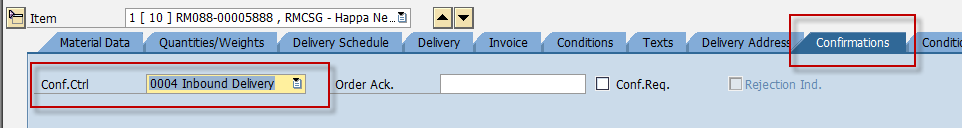 Item 1 [ 10 ] RM088-00005888 , RMCSG - Happa Ne...
Material Data Quantities/Weights Delivery Schedule Delivery Invoice Conditions Texts Delivery Address Confirmations Conditi
Conf.Ctrl 0004 Inbound Delivery Order Ack. Conf.Req. Rejection Ind.